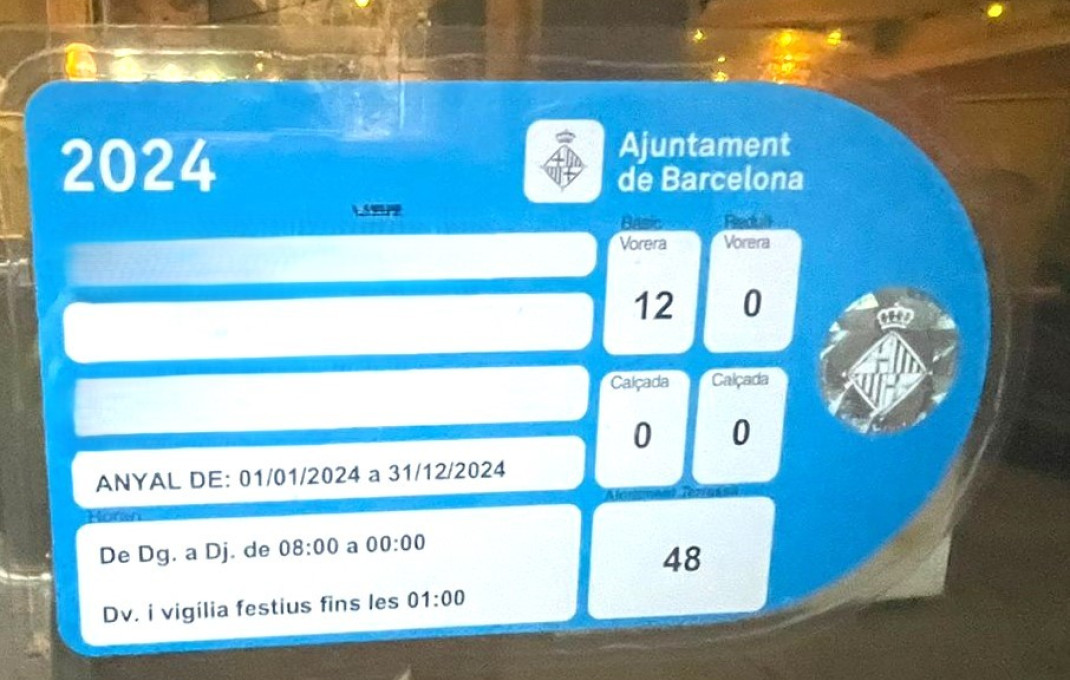 2024
Ajuntament
de Barcelona
Bàsic
Reduït
Vorera
Vorera
12
0
Calçada
Calçada
0
0
ANYAL DE: 01/01/2024 a 31/12/2024
Horari
Aforament Terrassa
De Dg. a Dj. de 08:00 a 00:00
48
Dv. i vigília festius fins les 01:00